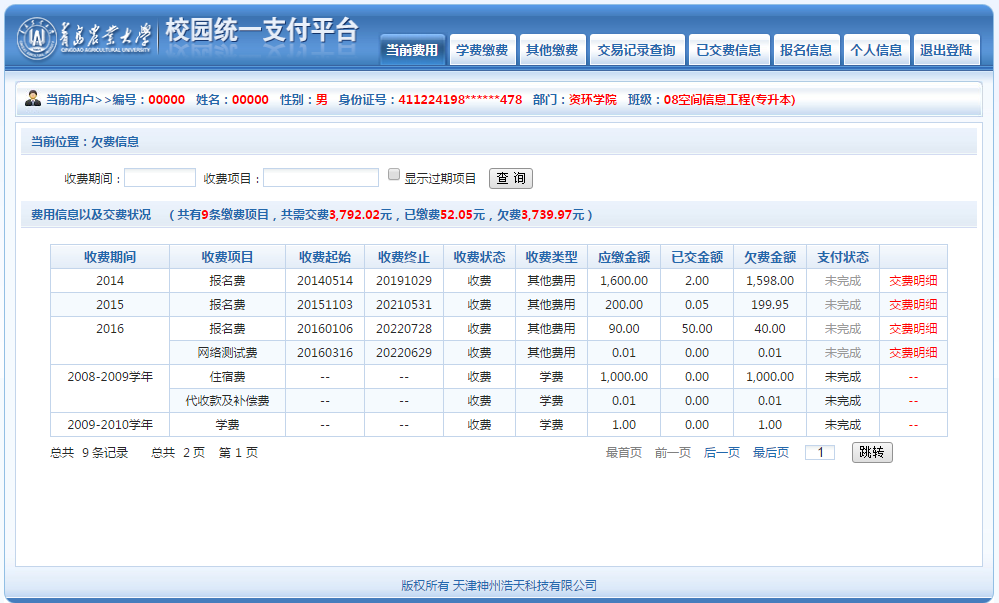 青岛农业大学 校园统一支付平台
QINGDAO AGRICULTURAL UNIVERSITY
当前费用 学费缴费 其他缴费 交易记录查询 已交费信息 报名信息 个人信息 退出登陆
当前用户>>编号：00000 姓名：00000 性别：男 身份证号：411224198******478 部门：资环学院 班级：08空间信息工程(专升本)
当前位置：欠费信息
收费期间： 收费项目： 显示过期项目 查 询
费用信息以及交费状况 （共有9条缴费项目，共需交费3,792.02元，已缴费52.05元，欠费3,739.97元）
收费期间 收费项目 收费起始 收费终止 收费状态 收费类型 应缴金额 已交金额 欠费金额 支付状态
2014 报名费 20140514 20191029 收费 其他费用 1,600.00 2.00 1,598.00 未完成 交费明细
2015 报名费 20151103 20210531 收费 其他费用 200.00 0.05 199.95 未完成 交费明细
2016 报名费 20160106 20220728 收费 其他费用 90.00 50.00 40.00 未完成 交费明细
网络测试费 20160316 20220629 收费 其他费用 0.01 0.00 0.01 未完成 交费明细
2008-2009学年 住宿费 -- -- 收费 学费 1,000.00 0.00 1,000.00 未完成 --
代收款及补偿费 -- -- 收费 学费 0.01 0.00 0.01 未完成 --
2009-2010学年 学费 -- -- 收费 学费 1.00 0.00 1.00 未完成 --
总共 9 条记录 总共 2 页 第 1 页 最首页 前一页 后一页 最后页 1 跳转
版权所有 天津神州浩天科技有限公司